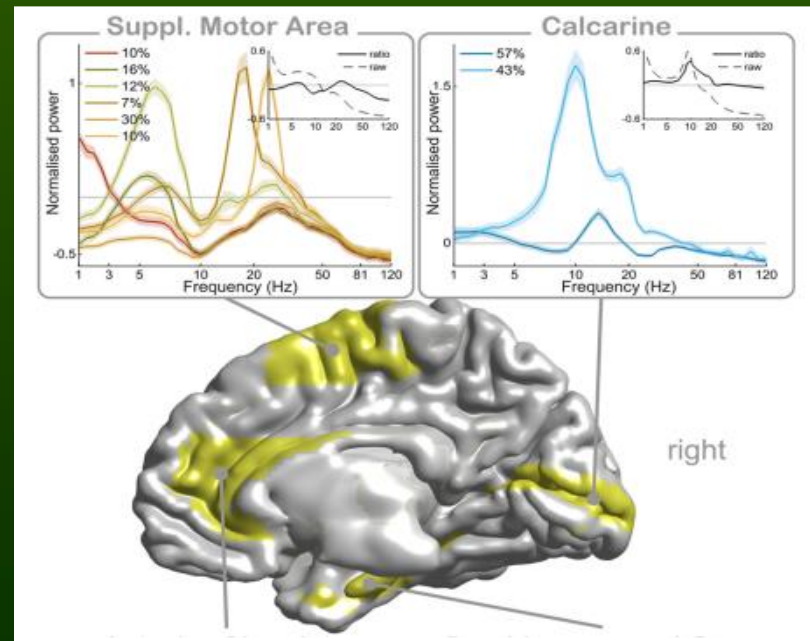 Suppl. Motor Area
10%
16%
12%
7%
30%
10%
0.6
-0.6
ratio
raw
1 5 10 20 50 120
1
-0.5
Normalised power
1 3 5 10 20 50 81 120
Frequency (Hz)
Calcarine
57%
43%
0.6
-0.6
ratio
raw
1 5 10 20 50 120
1.5
0
Normalised power
1 3 5 10 20 50 81 120
Frequency (Hz)
right